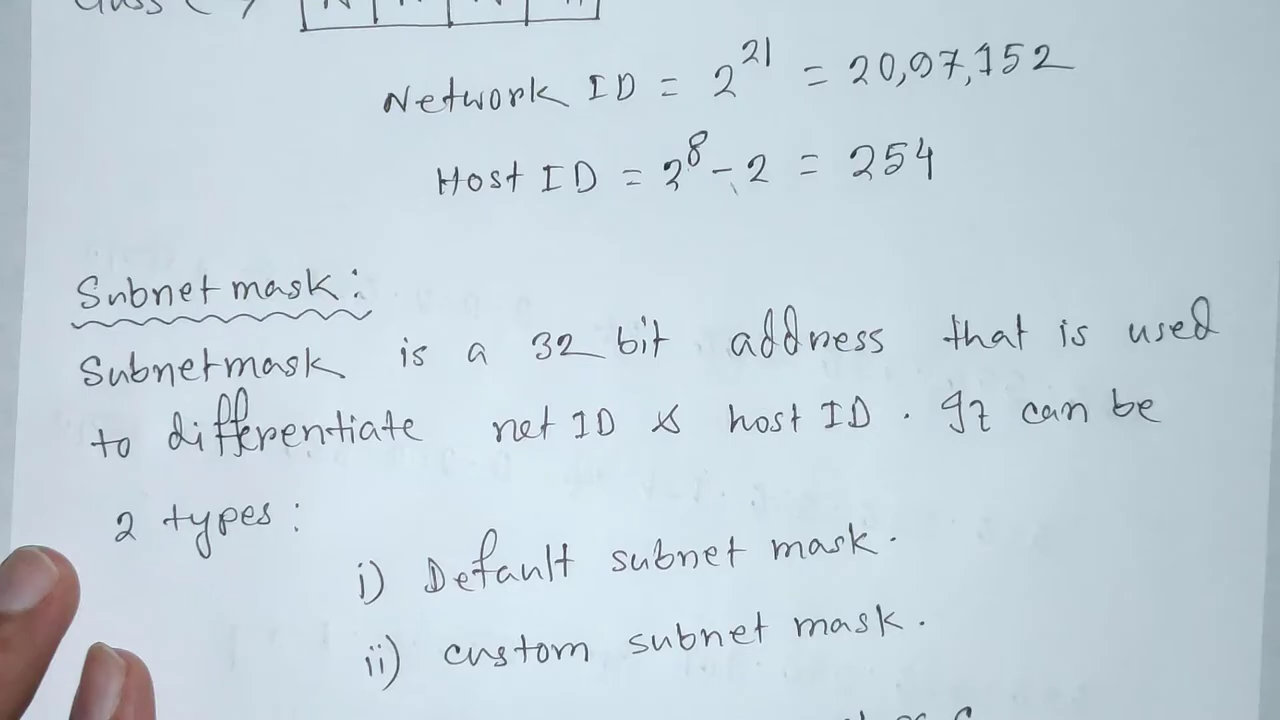 Class C →
N N N H
Network ID = 2^21 = 20,97,152
Host ID = 2^8 - 2 = 254
Subnet mask:
Subnetmask is a 32 bit address that is used
to differentiate net ID & host ID. It can be
2 types:
i) Default subnet mask.
ii) custom subnet mask.